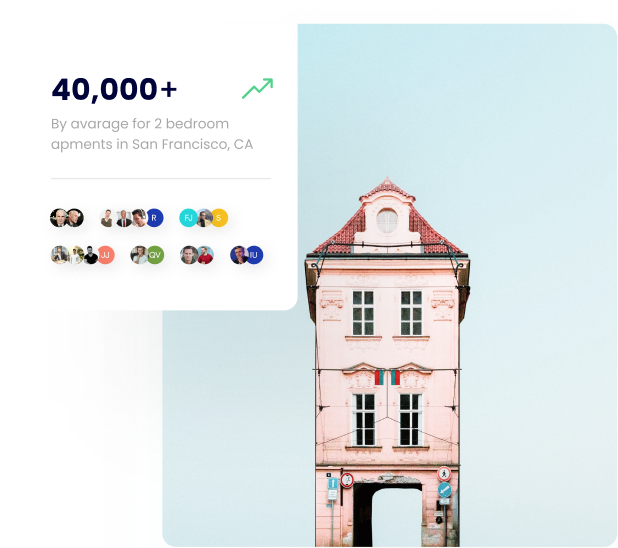 40,000+
By avarage for 2 bedroom
apments in San Francisco, CA
R FJ S
JJ QV IU